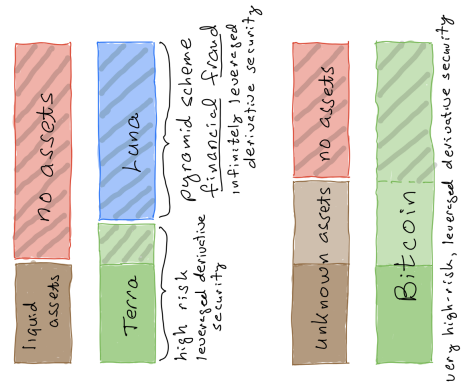 no assets
liquid
assets
Luna
Terra
pyramid scheme
financial fraud
infinitely leveraged
derivative security
high risk
leveraged derivative
security
no assets
unknown assets
Bitcoin
very high-risk, leveraged derivative security